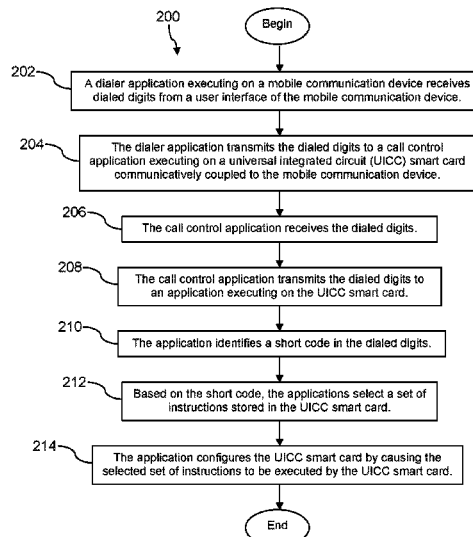 200
Begin
202
A dialer application executing on a mobile communication device receives
dialed digits from a user interface of the mobile communication device.
204
The dialer application transmits the dialed digits to a call control
application executing on a universal integrated circuit (UICC) smart card
communicatively coupled to the mobile communication device.
206
The call control application receives the dialed digits.
208
The call control application transmits the dialed digits to
an application executing on the UICC smart card.
210
The application identifies a short code in the dialed digits.
212
Based on the short code, the applications select a set of
instructions stored in the UICC smart card.
214
The application configures the UICC smart card by causing the
selected set of instructions to be executed by the UICC smart card.
End